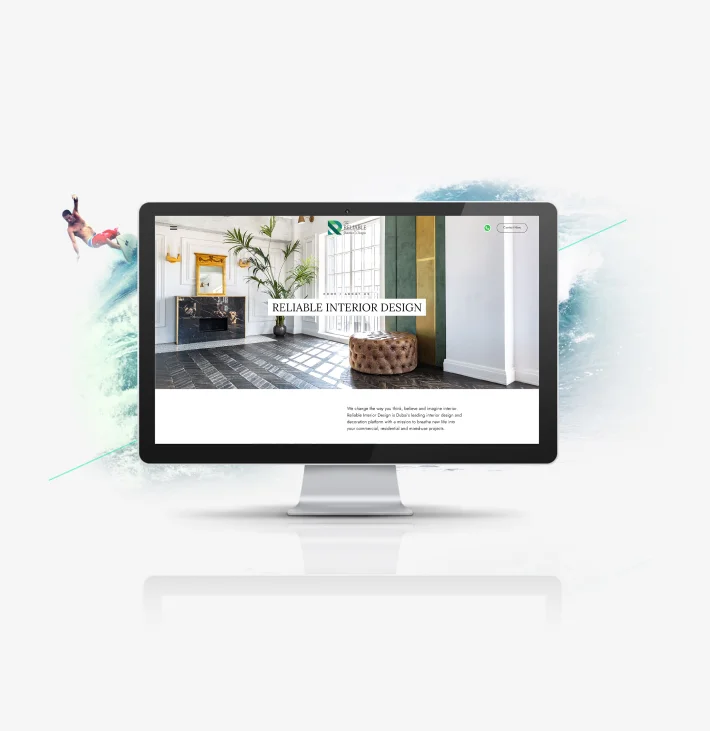 RELIABLE
Contact Now
HOME / ABOUT US
RELIABLE INTERIOR DESIGN
We change the way you think, believe and imagine interior.
Reliable Interior Design is Dubai's leading interior design and
decoration platform with a mission to breathe new life into
your commercial, residential and mixed-use projects.